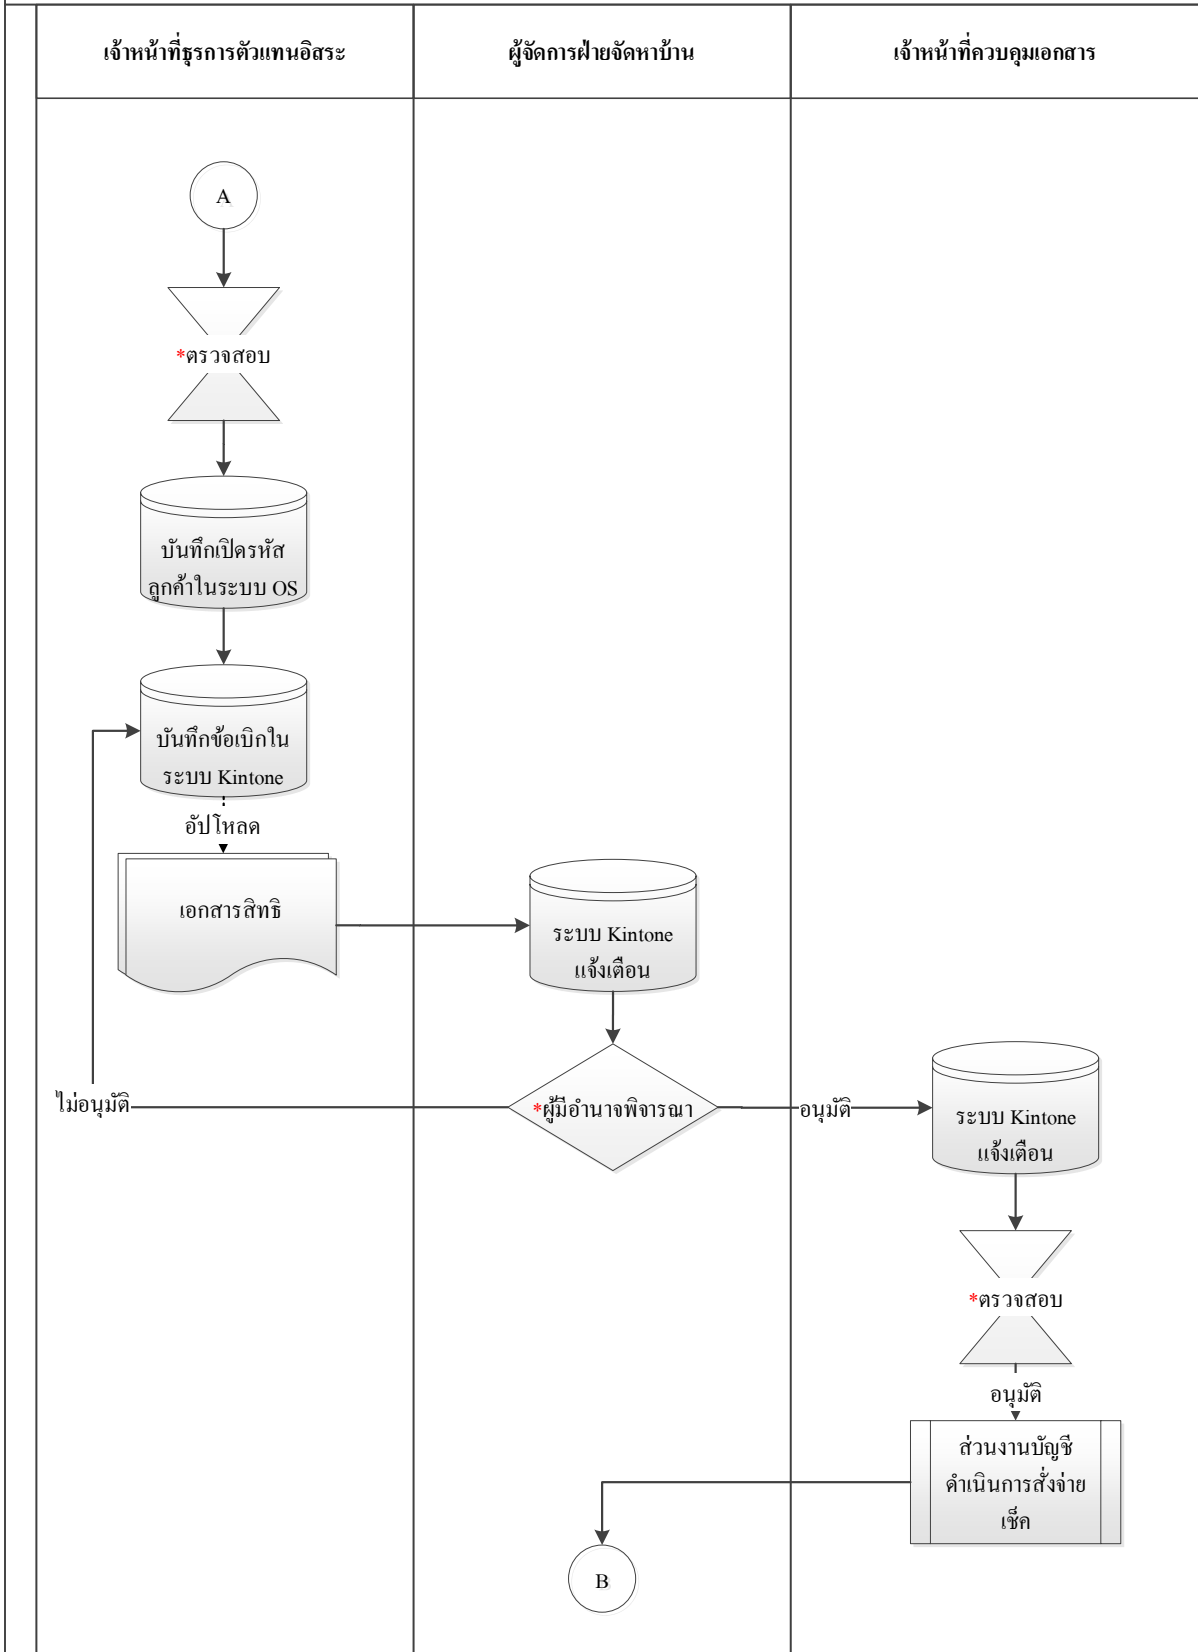 เจ้าหน้าที่ธุรการตัวแทนอิสระ
ผู้จัดการฝ่ายจัดหาบ้าน
เจ้าหน้าที่ควบคุมเอกสาร
A
*ตรวจสอบ
บันทึกเปิดรหัส
ลูกค้าในระบบ OS
บันทึกข้อเบิกใน
ระบบ Kintone
อัปโหลด
เอกสารสิทธิ
ระบบ Kintone
แจ้งเตือน
ไม่อนุมัติ
*ผู้มีอำนาจพิจารณา
อนุมัติ
ระบบ Kintone
แจ้งเตือน
*ตรวจสอบ
อนุมัติ
ส่วนงานบัญชี
ดำเนินการสั่งจ่าย
เช็ค
B